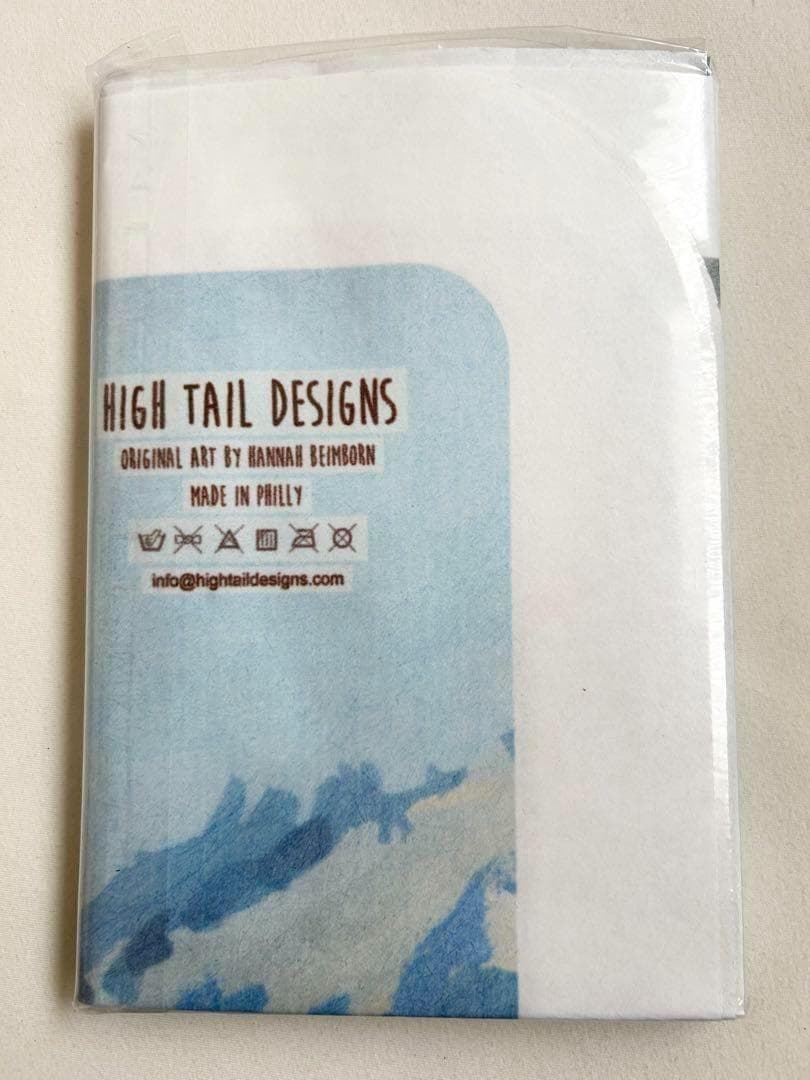 HIGH TAIL DESIGNS
ORIGINAL ART BY HANNAH BEIMBORN
MADE IN PHILLY
info@hightaildesigns.com